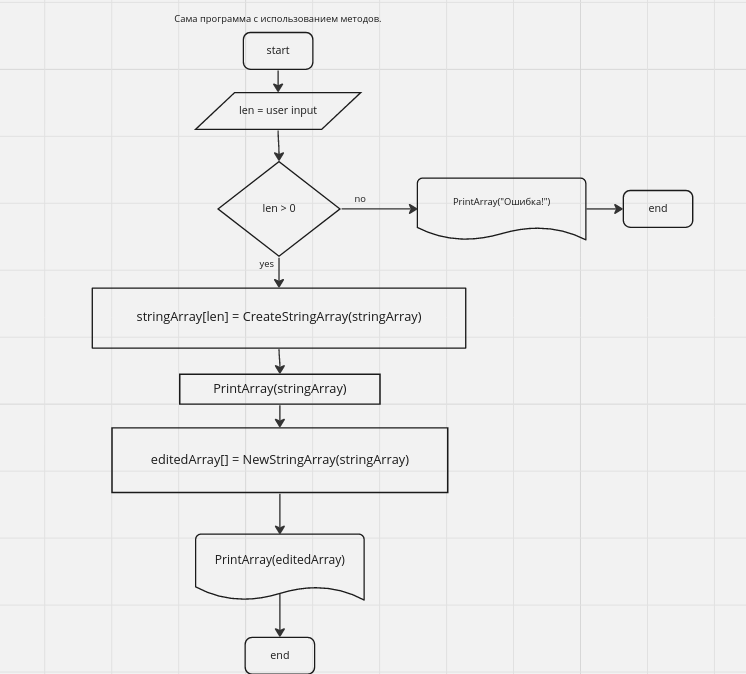 Сама программа с использованием методов.
start
len = user input
len > 0
no
PrintArray("Ошибка!")
end
yes
stringArray[len] = CreateStringArray(stringArray)
PrintArray(stringArray)
editedArray[] = NewStringArray(stringArray)
PrintArray(editedArray)
end